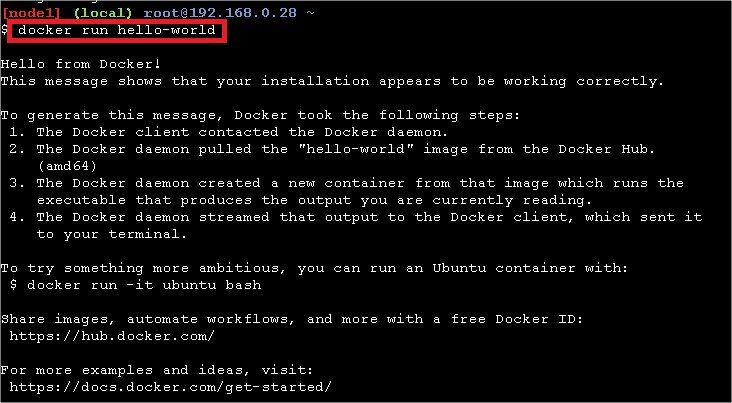 [node1] (local) root@192.168.0.28 ~
$ docker run hello-world
Hello from Docker!
This message shows that your installation appears to be working correctly.
To generate this message, Docker took the following steps:
1. The Docker client contacted the Docker daemon.
2. The Docker daemon pulled the "hello-world" image from the Docker Hub.
(amd64)
3. The Docker daemon created a new container from that image which runs the
executable that produces the output you are currently reading.
4. The Docker daemon streamed that output to the Docker client, which sent it
to your terminal.
To try something more ambitious, you can run an Ubuntu container with:
$ docker run -it ubuntu bash
Share images, automate workflows, and more with a free Docker ID:
https://hub.docker.com/
For more examples and ideas, visit:
https://docs.docker.com/get-started/